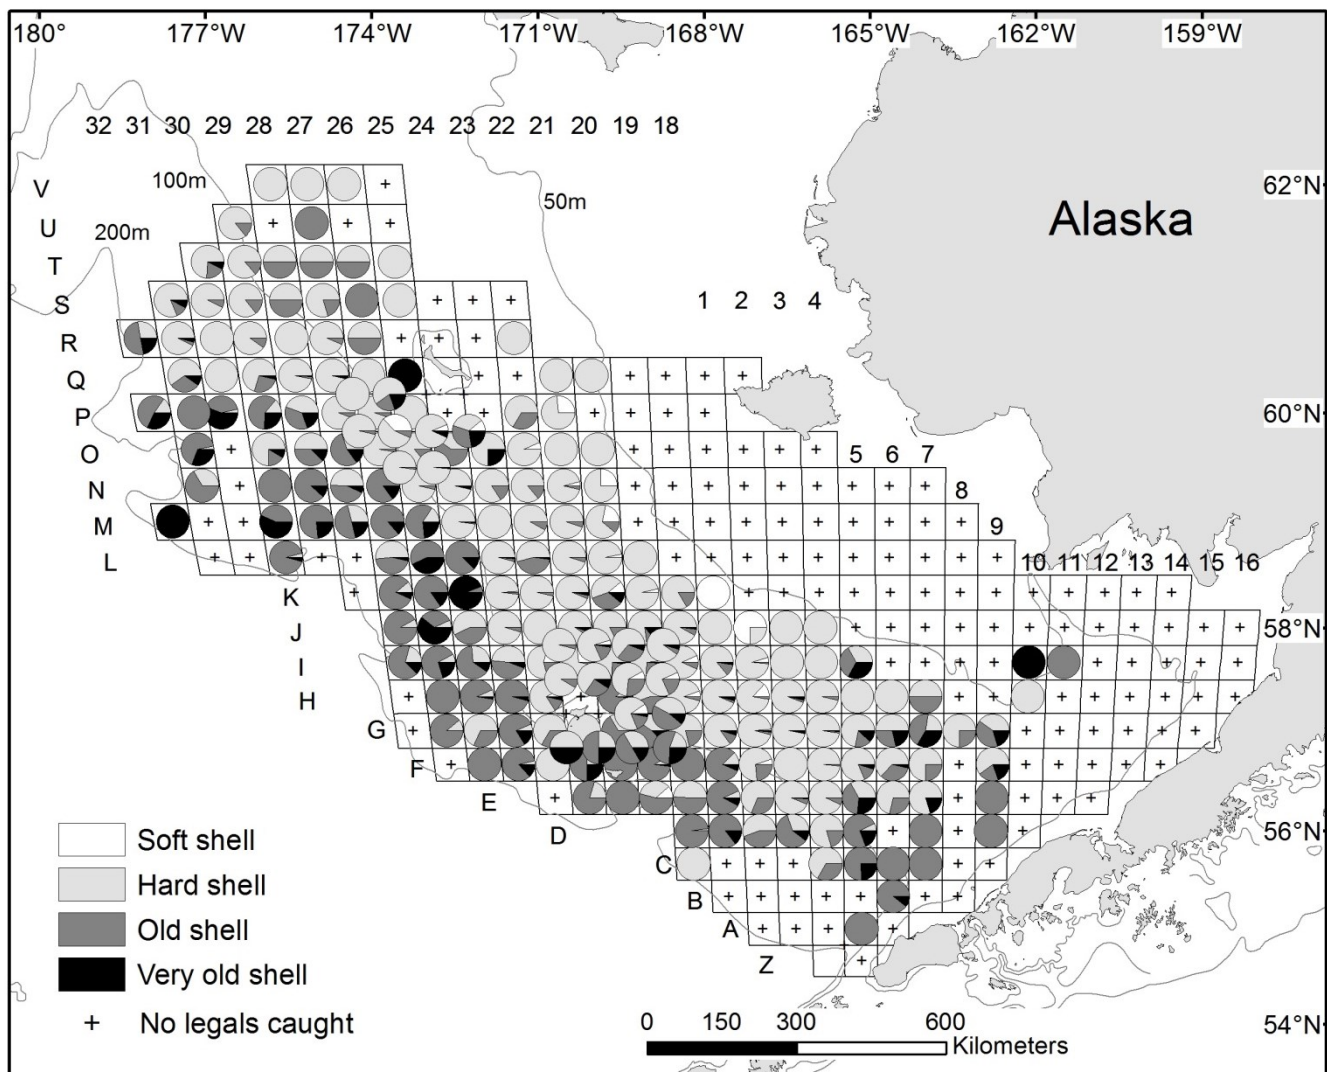 180° 177°W 174°W 171°W 168°W 165°W 162°W 159°W
32 31 30 29 28 27 26 25 24 23 22 21 20 19 18
100m
V
62°N
50m
U
Alaska
200m
T
S
1 2 3 4
R
Q
P
60°N
O
5 6 7
N
8
M
9
L
10 11 12 13 14 15 16
K
J
58°N
I
H
G
F
E
D
Soft shell
56°N
C
Hard shell
B
Old shell
A
Z
Very old shell
+ No legals caught
0 150 300 600
54°N
Kilometers